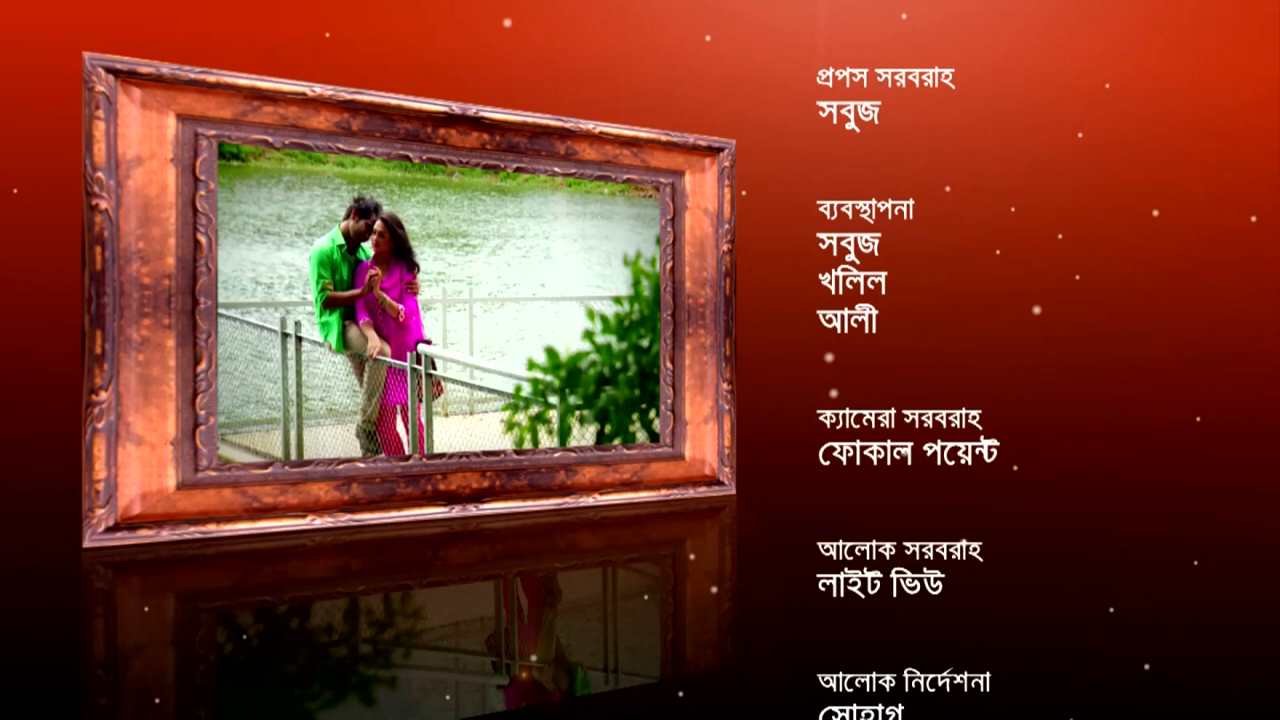 প্রপস সরবরাহ
সবুজ
ব্যবস্থাপনা
সবুজ
খলিল
আলী
ক্যামেরা সরবরাহ
ফোকাল পয়েন্ট
আলোক সরবরাহ
লাইট ভিউ
আলোক নির্দেশনা
সোহাগ